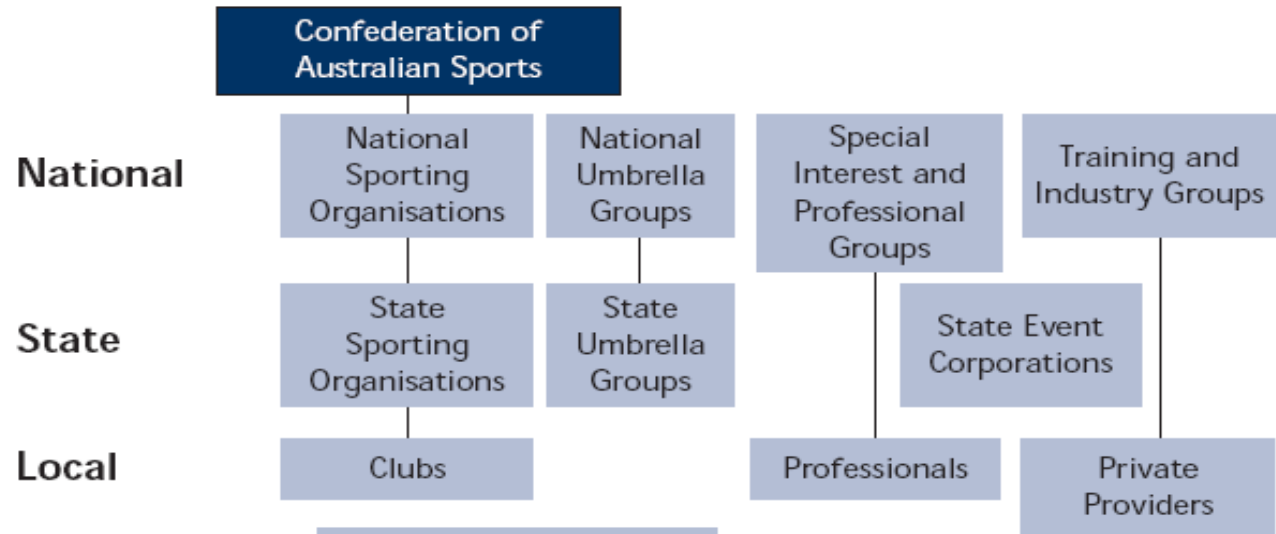 Confederation of
Australian Sports
National
National
Sporting
Organisations
National
Umbrella
Groups
Special
Interest and
Professional
Groups
Training and
Industry Groups
State
State
Sporting
Organisations
State
Umbrella
Groups
State Event
Corporations
Local
Clubs
Professionals
Private
Providers